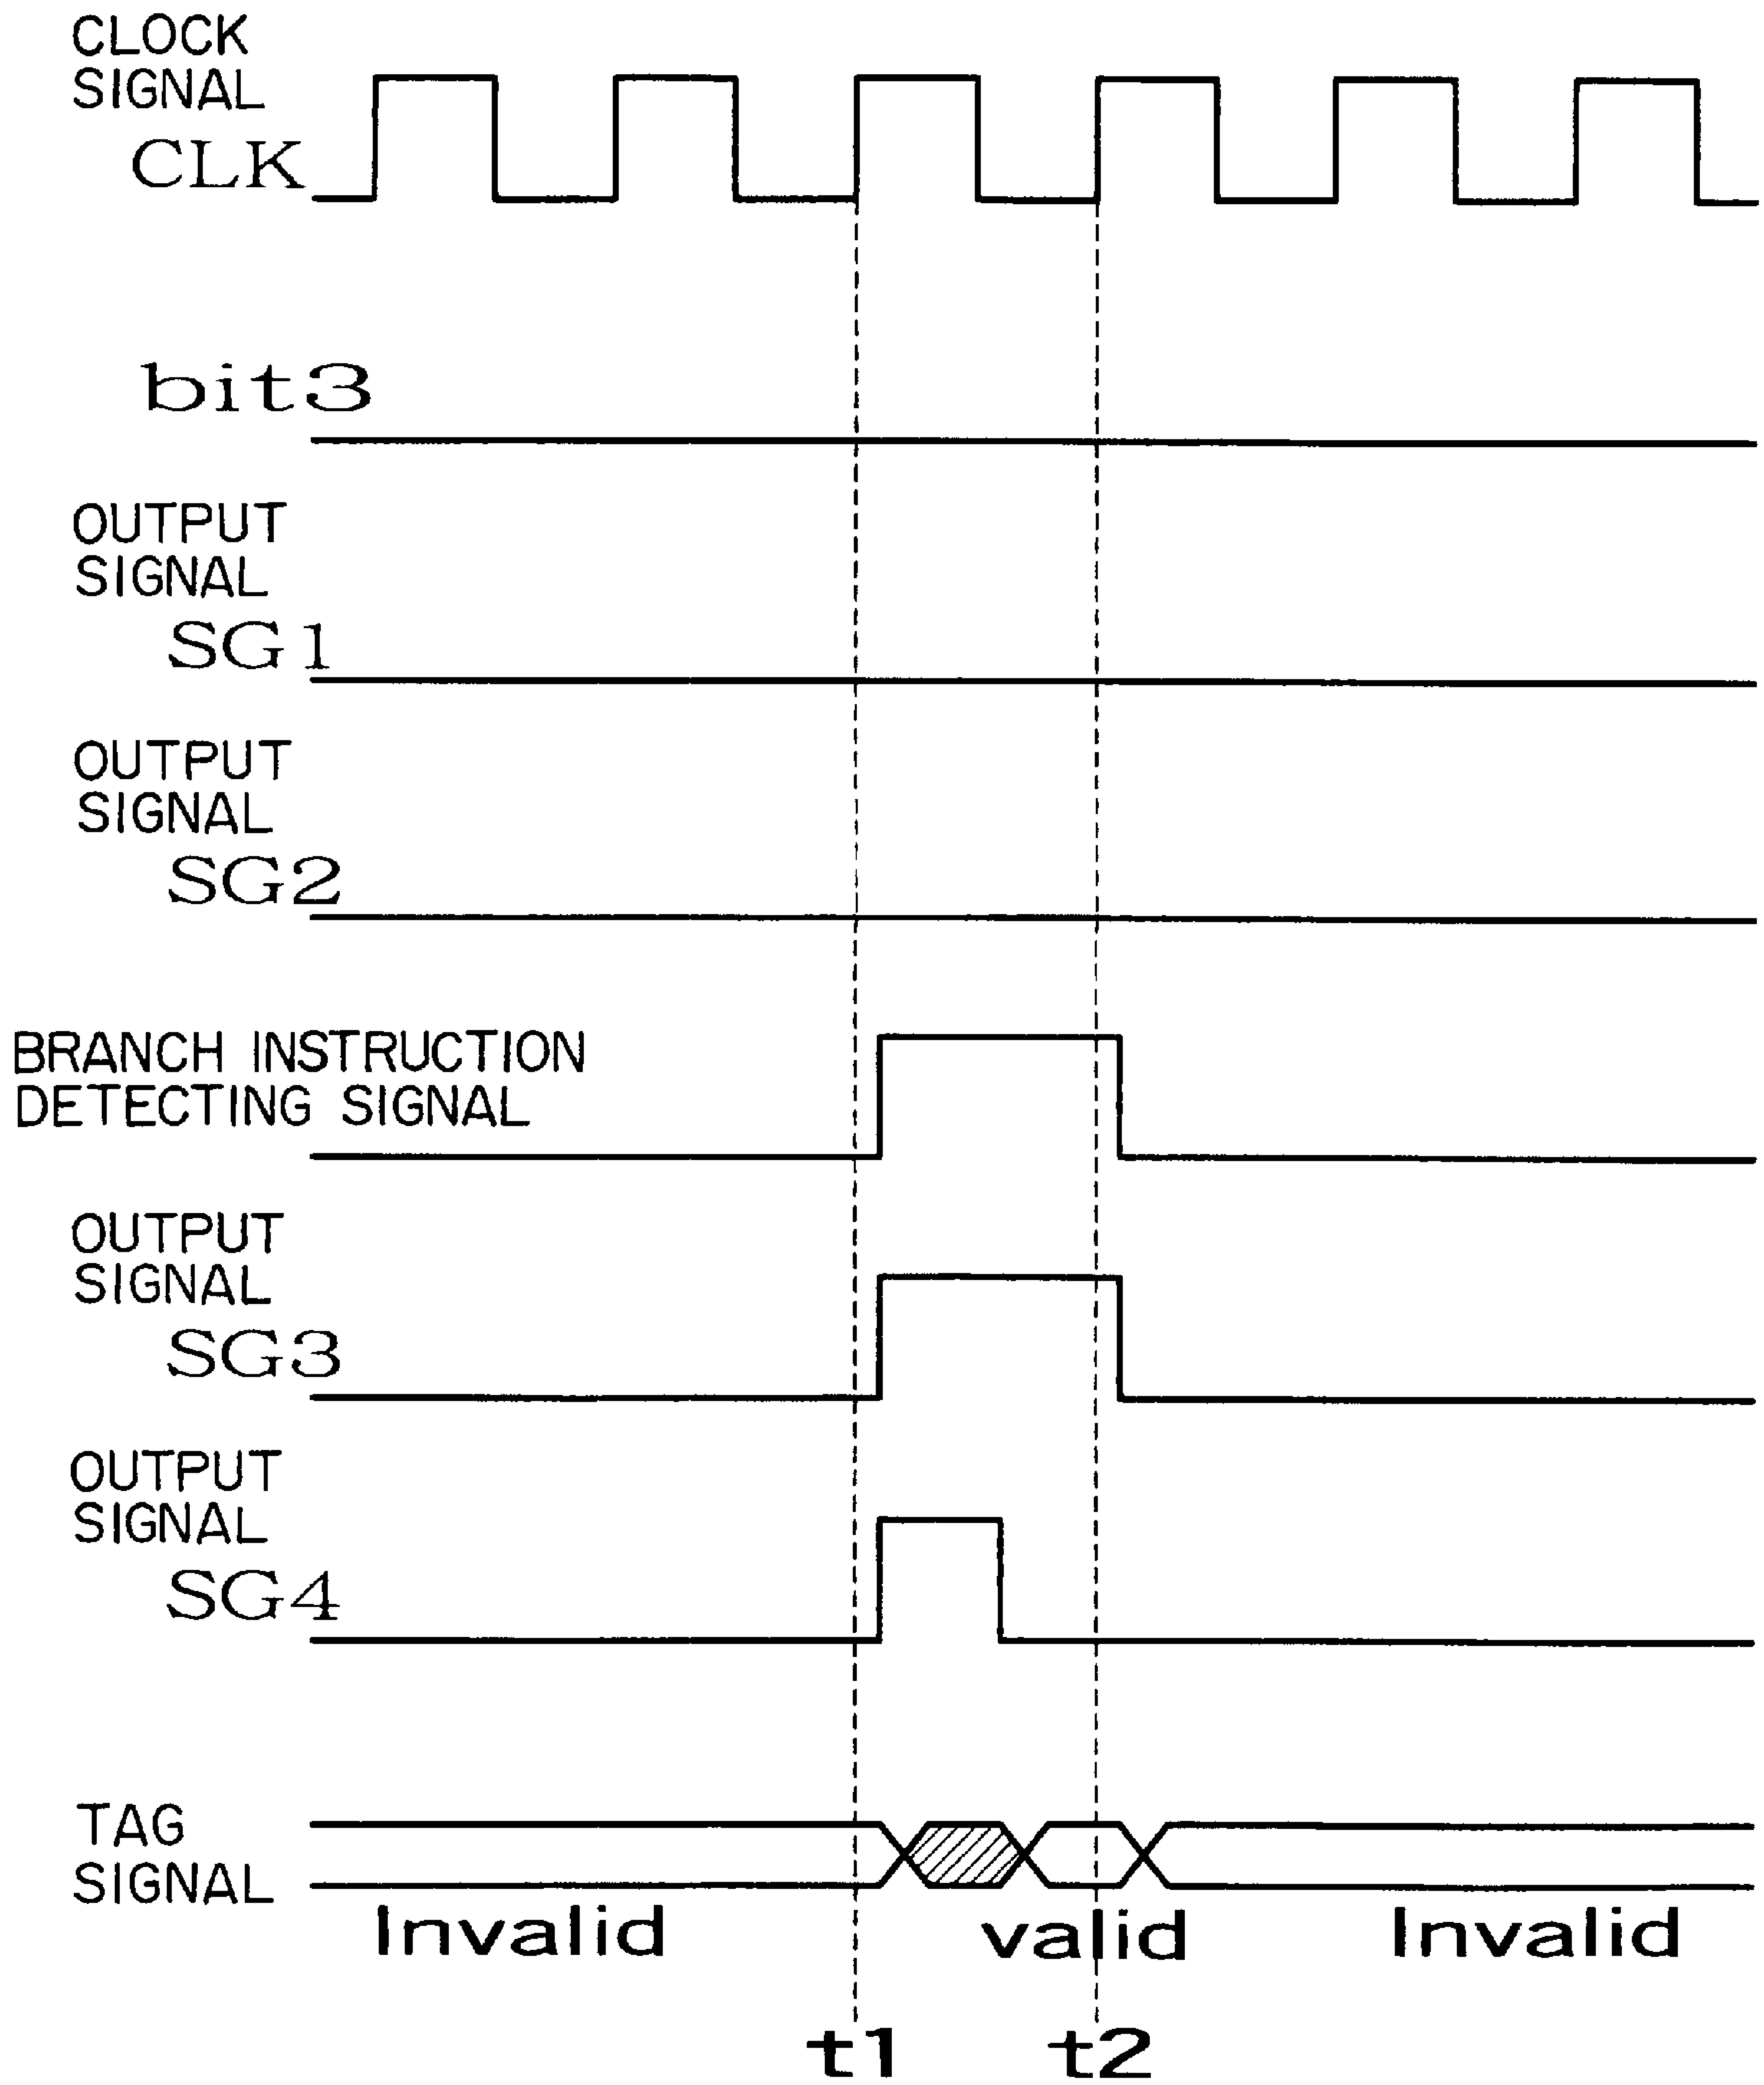 CLOCK
SIGNAL
CLK
bit3
OUTPUT
SIGNAL
SG1
OUTPUT
SIGNAL
SG2
BRANCH INSTRUCTION
DETECTING SIGNAL
OUTPUT
SIGNAL
SG3
OUTPUT
SIGNAL
SG4
TAG
SIGNAL
Invalid valid Invalid
t1 t2